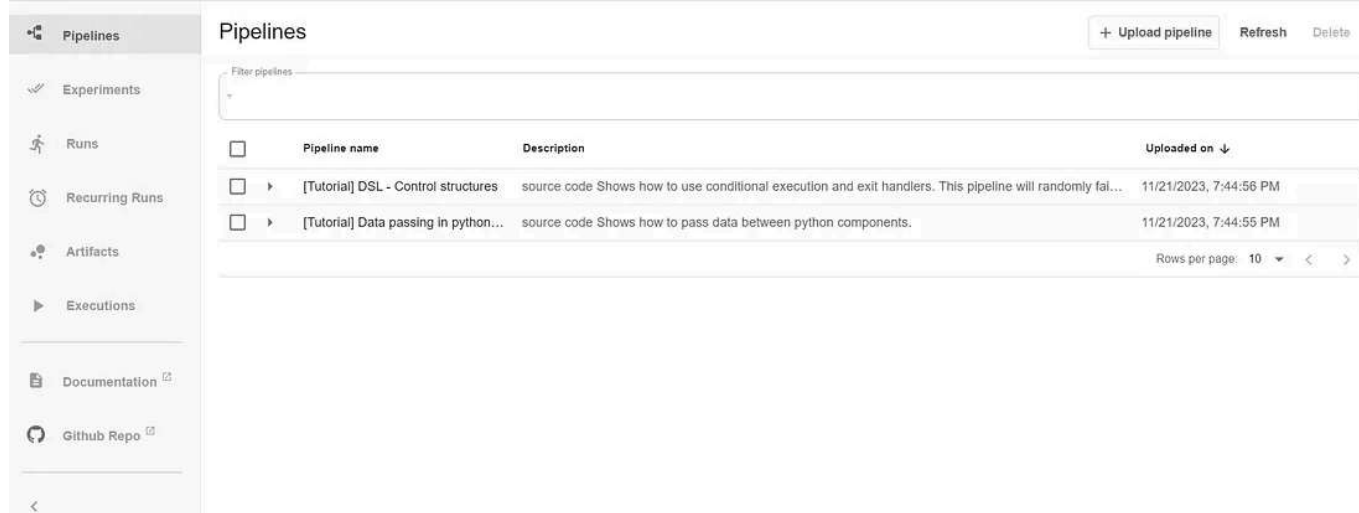 Pipelines
Experiments
Runs
Recurring Runs
Artifacts
Executions
Documentation
Github Repo
Pipelines
+ Upload pipeline Refresh Delete
Filter pipelines
Pipeline name Description Uploaded on ↓
[Tutorial] DSL - Control structures source code Shows how to use conditional execution and exit handlers. This pipeline will randomly fai... 11/21/2023, 7:44:56 PM
[Tutorial] Data passing in python... source code Shows how to pass data between python components. 11/21/2023, 7:44:55 PM
Rows per page: 10